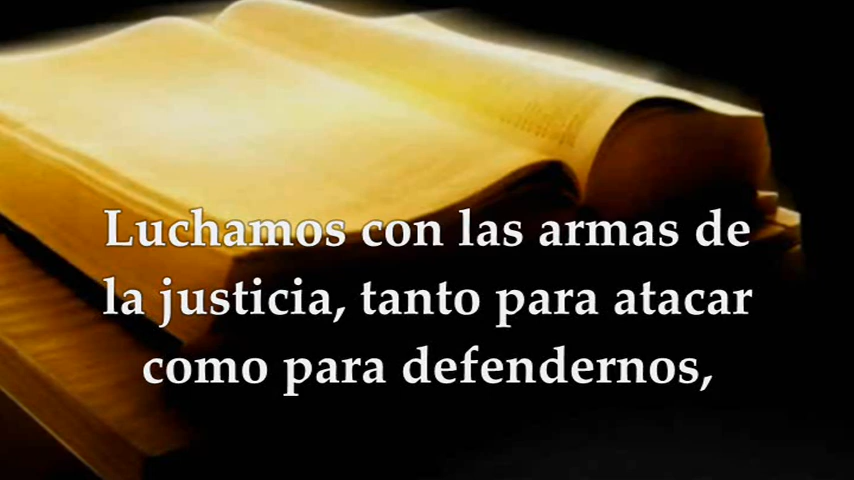 Luchamos con las armas de
la justicia, tanto para atacar
como para defendernos,